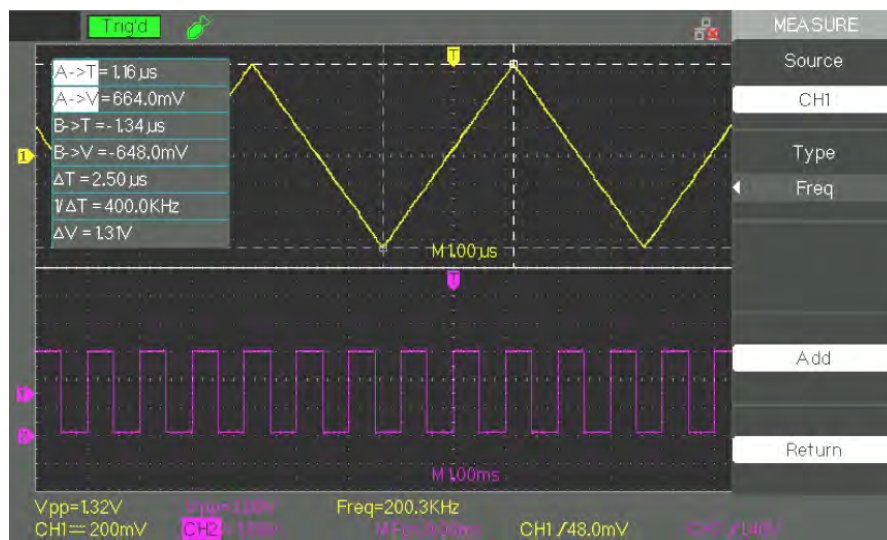 Trig'd
MEASURE
Source
CH1
Type
Freq
Add
Return
T
A->T = 1.16 µs
A->V = 664.0mV
B->T = -1.34 µs
B->V = -648.0mV
ΔT = 2.50 µs
1/ΔT = 400.0KHz
ΔV = 1.31V
1
M 1.00 µs
T
T
2
M 1.00ms
Vpp=1.32V Freq=200.3KHz
CH1 200mV CH2 CH1 48.0mV